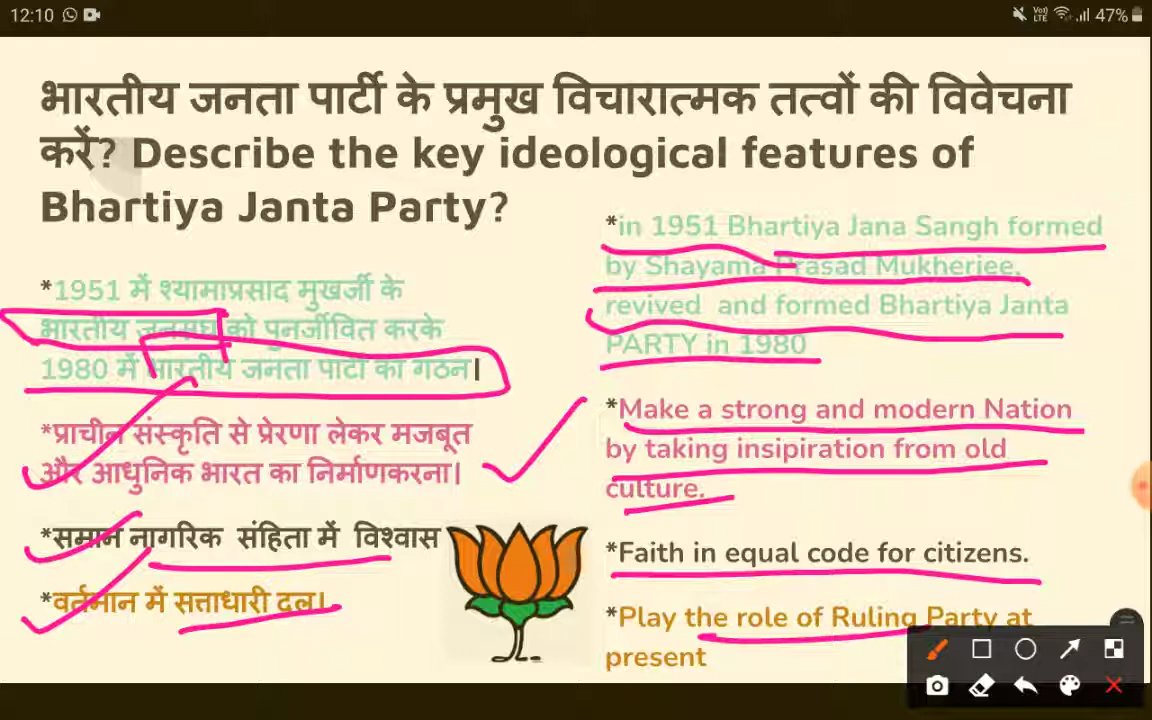 12:10
Vo))
LTE
47%
भारतीय जनता पार्टी के प्रमुख विचारात्मक तत्वों की विवेचना
करें? Describe the key ideological features of
Bhartiya Janta Party?
*1951 में श्यामाप्रसाद मुखर्जी के
भारतीय जनसंघ को पुनर्जीवित करके
1980 में भारतीय जनता पार्टी का गठन।
*प्राचीन संस्कृति से प्रेरणा लेकर मजबूत
और आधुनिक भारत का निर्माणकरना।
*समान नागरिक संहिता में विश्वास
*वर्तमान में सत्ताधारी दल।
*in 1951 Bhartiya Jana Sangh formed
by Shayama Prasad Mukherjee,
revived and formed Bhartiya Janta
PARTY in 1980
*Make a strong and modern Nation
by taking insipiration from old
culture.
*Faith in equal code for citizens.
*Play the role of Ruling Party at
present